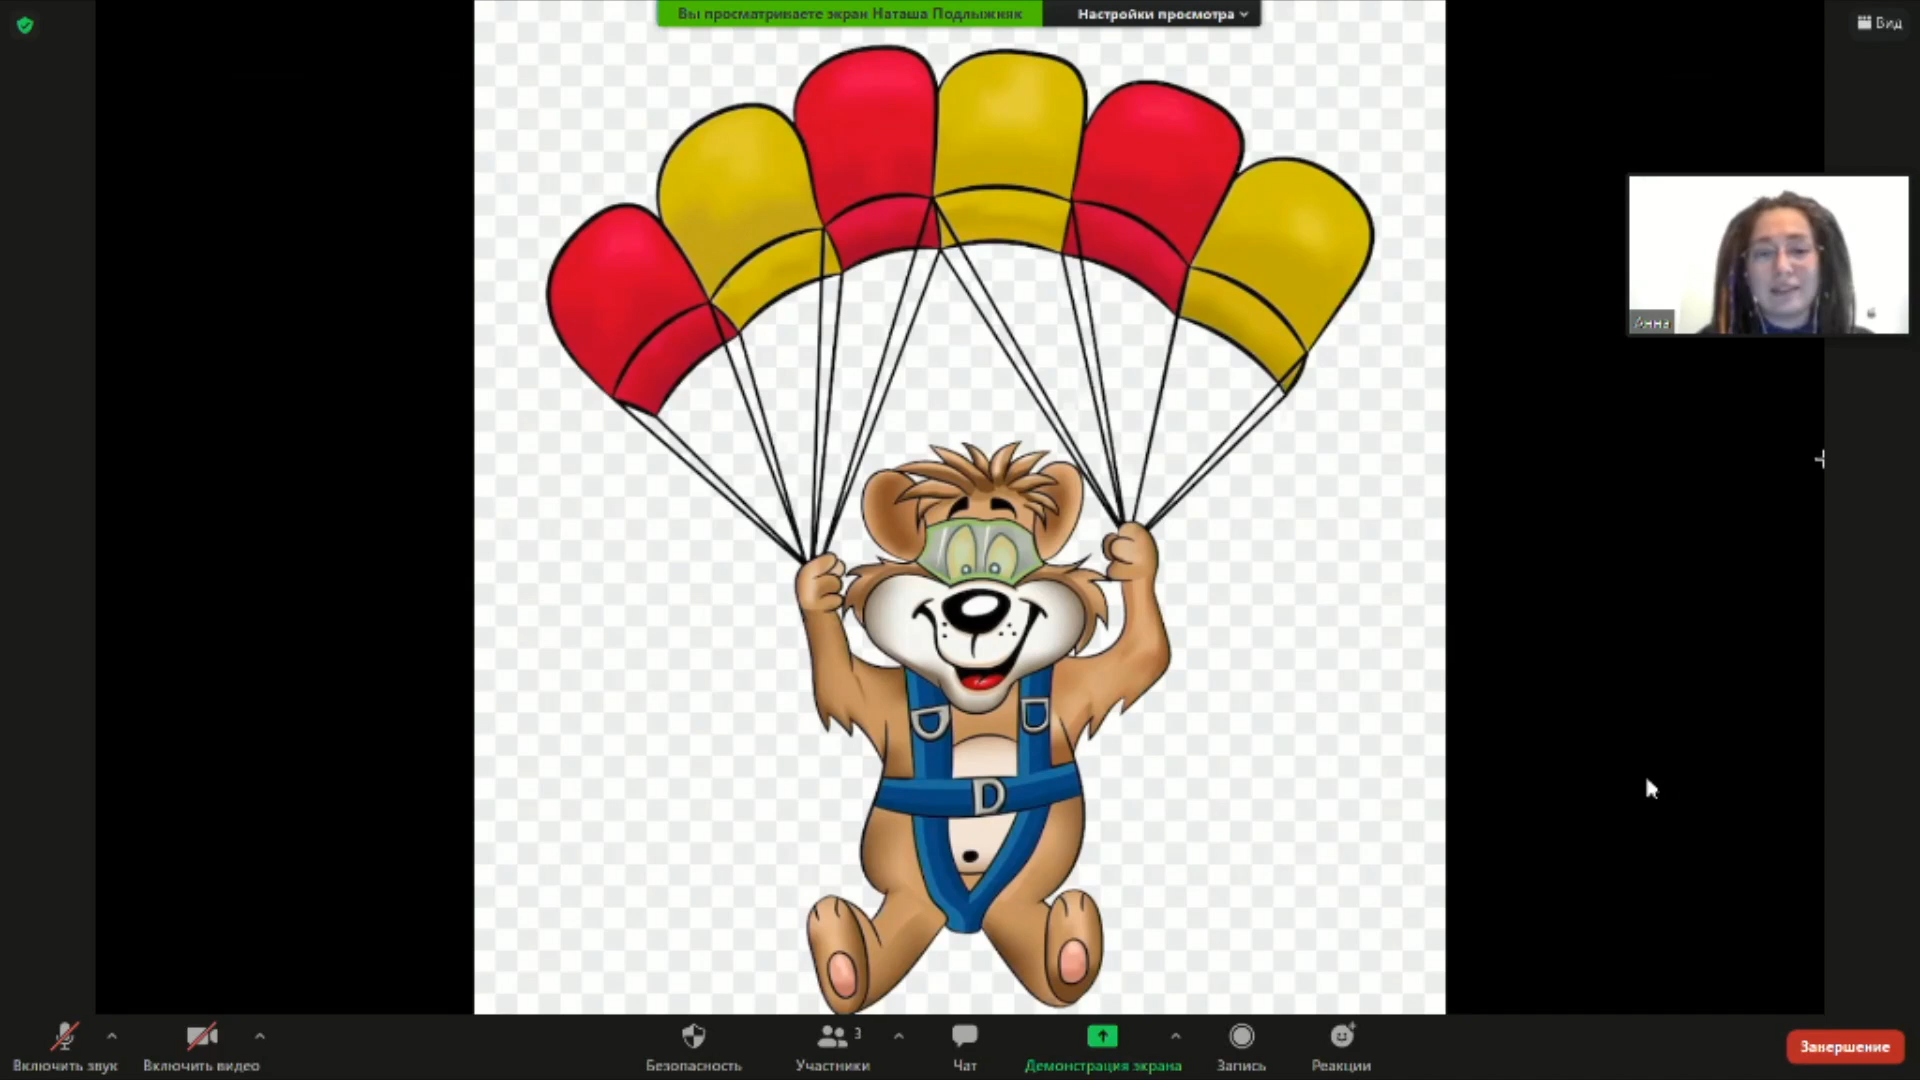 Вы просматриваете экран Наташа Подлыжняк
Настройки просмотра
Вид
Анна
D
Включить звук
Включить видео
Безопасность
Участники
3
Чат
Демонстрация экрана
Запись
Реакции
Завершение